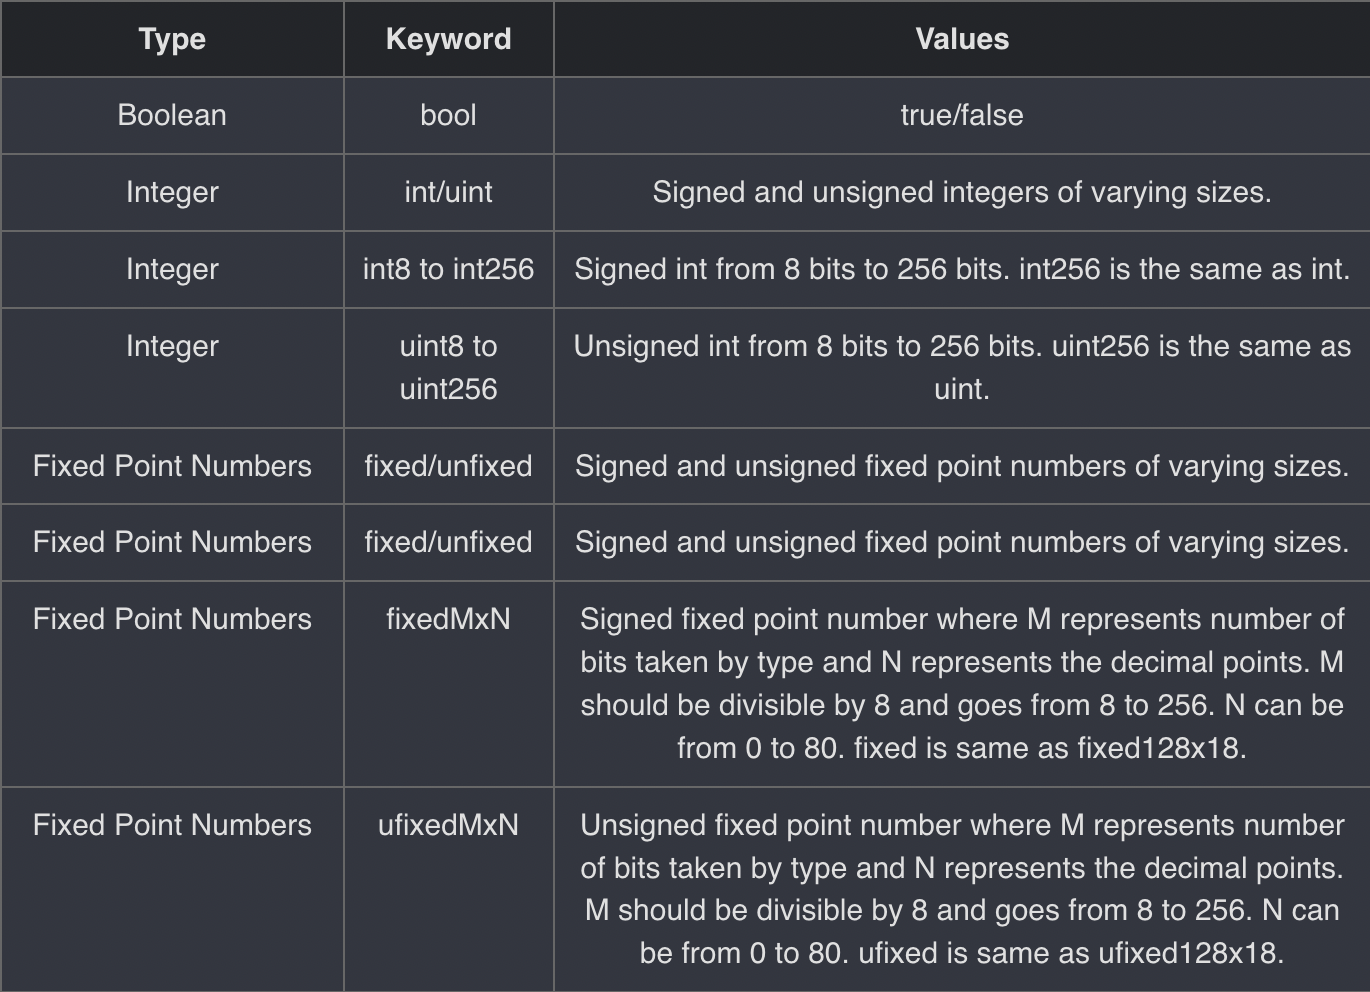 Type Keyword Values
Boolean bool true/false
Integer int/uint Signed and unsigned integers of varying sizes.
Integer int8 to int256 Signed int from 8 bits to 256 bits. int256 is the same as int.
Integer uint8 to Unsigned int from 8 bits to 256 bits. uint256 is the same as
uint256 uint.
Fixed Point Numbers fixed/unfixed Signed and unsigned fixed point numbers of varying sizes.
Fixed Point Numbers fixed/unfixed Signed and unsigned fixed point numbers of varying sizes.
Fixed Point Numbers fixedMxN Signed fixed point number where M represents number of
bits taken by type and N represents the decimal points. M
should be divisible by 8 and goes from 8 to 256. N can be
from 0 to 80. fixed is same as fixed128x18.
Fixed Point Numbers ufixedMxN Unsigned fixed point number where M represents number
of bits taken by type and N represents the decimal points.
M should be divisible by 8 and goes from 8 to 256. N can
be from 0 to 80. ufixed is same as ufixed128x18.